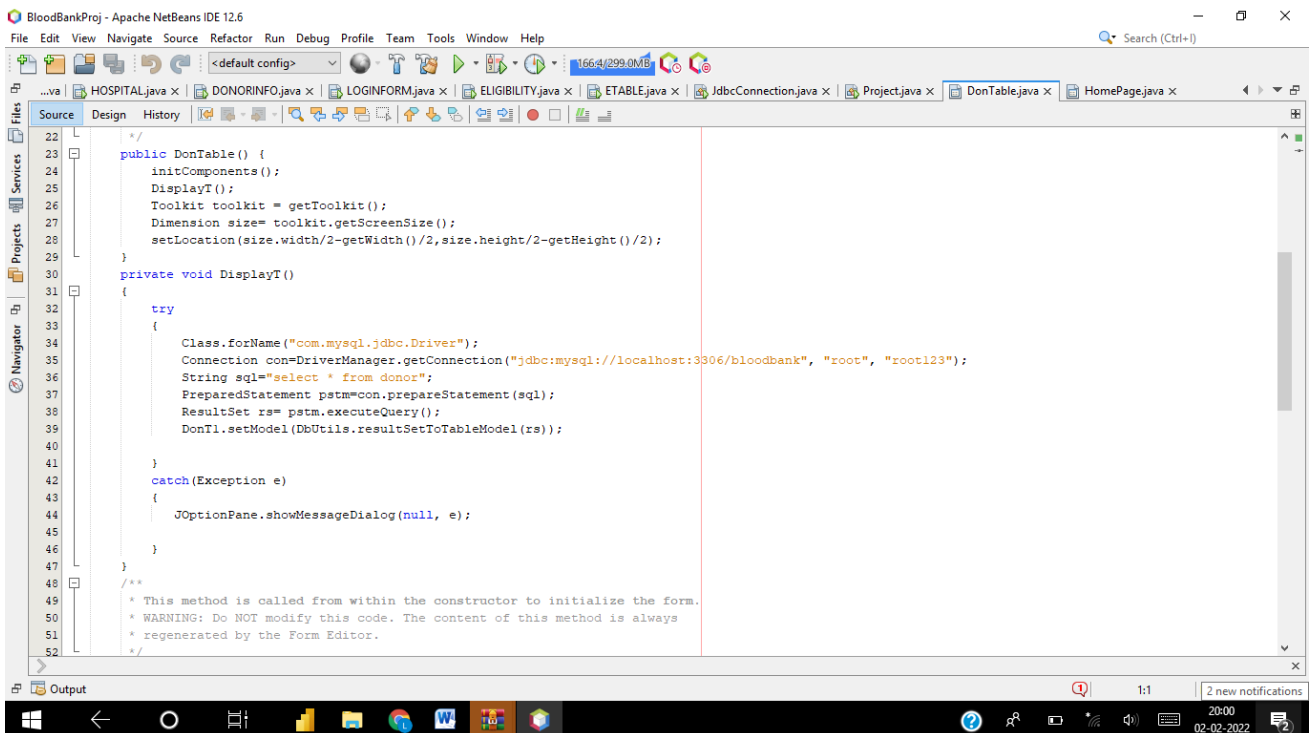 BloodBankProj - Apache NetBeans IDE 12.6
File Edit View Navigate Source Refactor Run Debug Profile Team Tools Window Help
Search (Ctrl+I)
<default config>
166.4/299.0MB
...va HOSPITAL.java DONORINFO.java LOGINFORM.java ELIGIBILITY.java ETABLE.java JdbcConnection.java Project.java DonTable.java HomePage.java
Files
Services
Projects
Navigator
Source Design History
22 */
23 public DonTable() {
24 initComponents();
25 DisplayT();
26 Toolkit toolkit = getToolkit();
27 Dimension size= toolkit.getScreenSize();
28 setLocation(size.width/2-getWidth()/2,size.height/2-getHeight()/2);
29 }
30 private void DisplayT()
31 {
32 try
33 {
34 Class.forName("com.mysql.jdbc.Driver");
35 Connection con=DriverManager.getConnection("jdbc:mysql://localhost:3306/bloodbank", "root", "root123");
36 String sql="select * from donor";
37 PreparedStatement pstm=con.prepareStatement(sql);
38 ResultSet rs= pstm.executeQuery();
39 DonT1.setModel(DbUtils.resultSetToTableModel(rs));
40
41 }
42 catch(Exception e)
43 {
44 JOptionPane.showMessageDialog(null, e);
45
46 }
47 }
48 /**
49 * This method is called from within the constructor to initialize the form.
50 * WARNING: Do NOT modify this code. The content of this method is always
51 * regenerated by the Form Editor.
52 */
Output
1
1:1
2 new notifications
20:00
02-02-2022
2